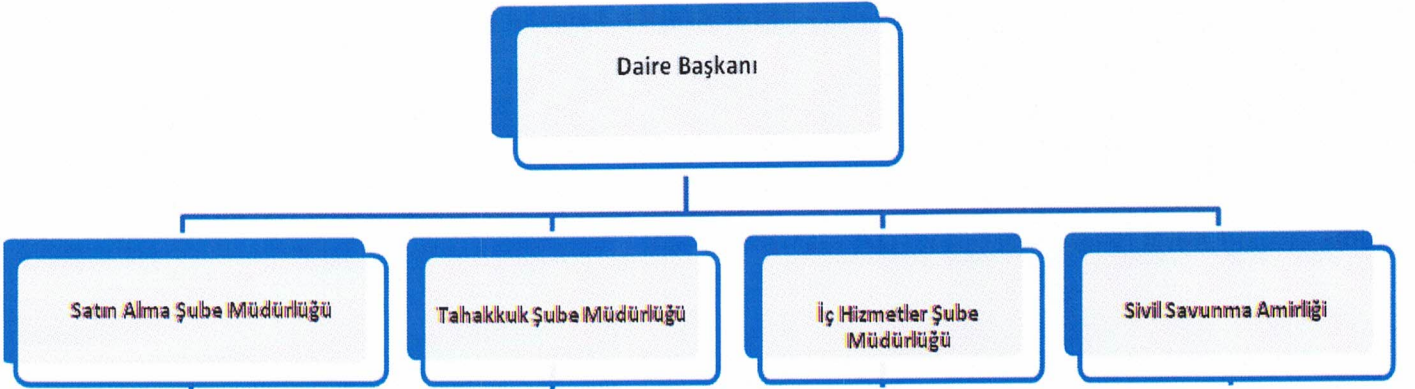 Daire Başkanı
Satın Alma Şube Müdürlüğü
Tahakkuk Şube Müdürlüğü
İç Hizmetler Şube
Müdürlüğü
Sivil Savunma Amirliği